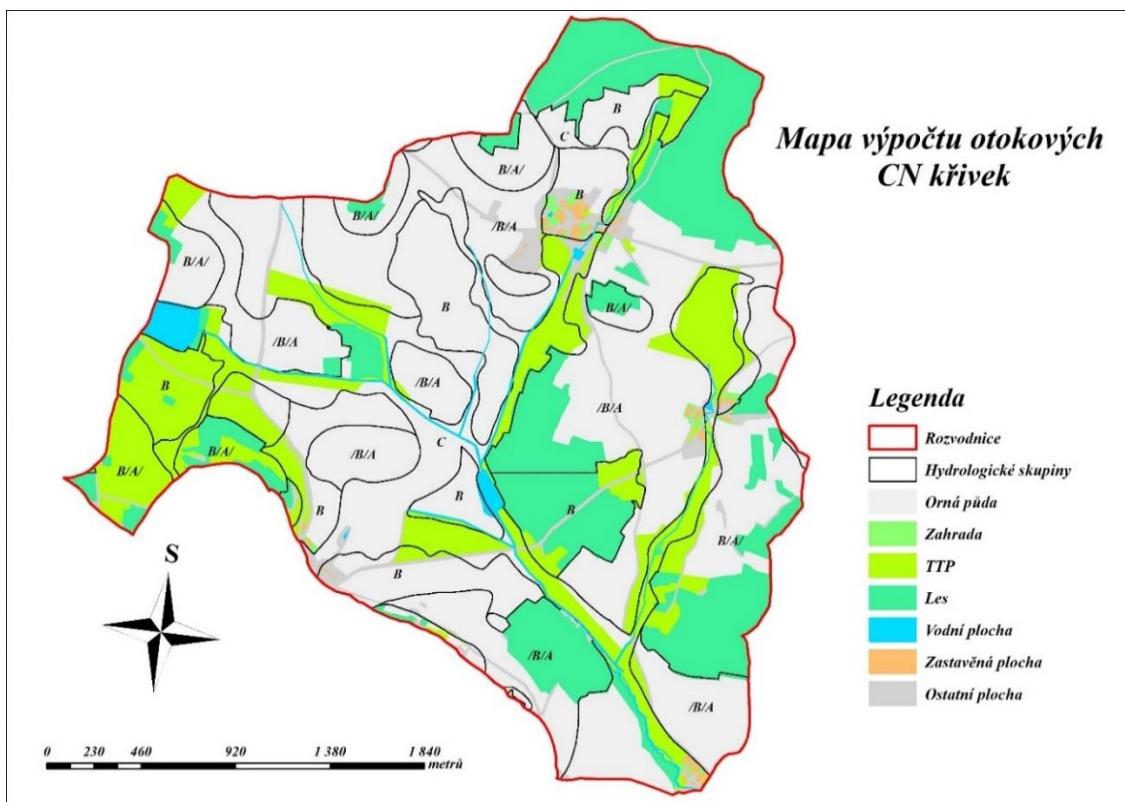 Mapa výpočtu otokových
CN křivek
B
C
B/A/
B
/B/A
B/A/
B/A/
B
B/A/
/B/A
/B/A
B
/B/A
C
/B/A
B/A/
B/A/
B
B
B
B/A/
B
/B/A
/B/A
Legenda
Rozvodnice
Hydrologické skupiny
Orná půda
Zahrada
TTP
Les
Vodní plocha
Zastavěná plocha
Ostatní plocha
S
0 230 460 920 1 380 1 840
metrů